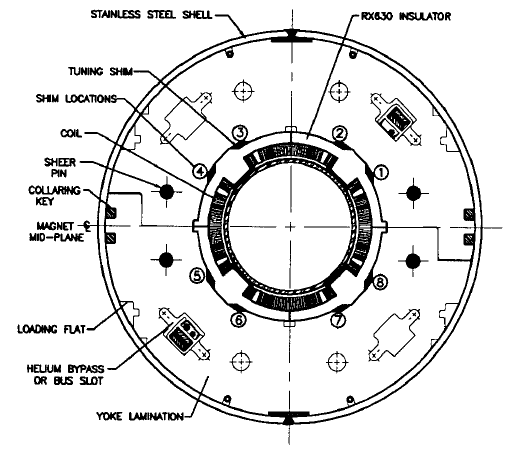 STAINLESS STEEL SHELL
RX630 INSULATOR
TUNING SHIM
SHIM LOCATIONS
COIL
SHEER
PIN
COLLARING
KEY
MAGNET ℄
MID-PLANE
LOADING FLAT
HELIUM BYPASS
OR BUS SLOT
YOKE LAMINATION
3
2
4
1
5
8
6
7